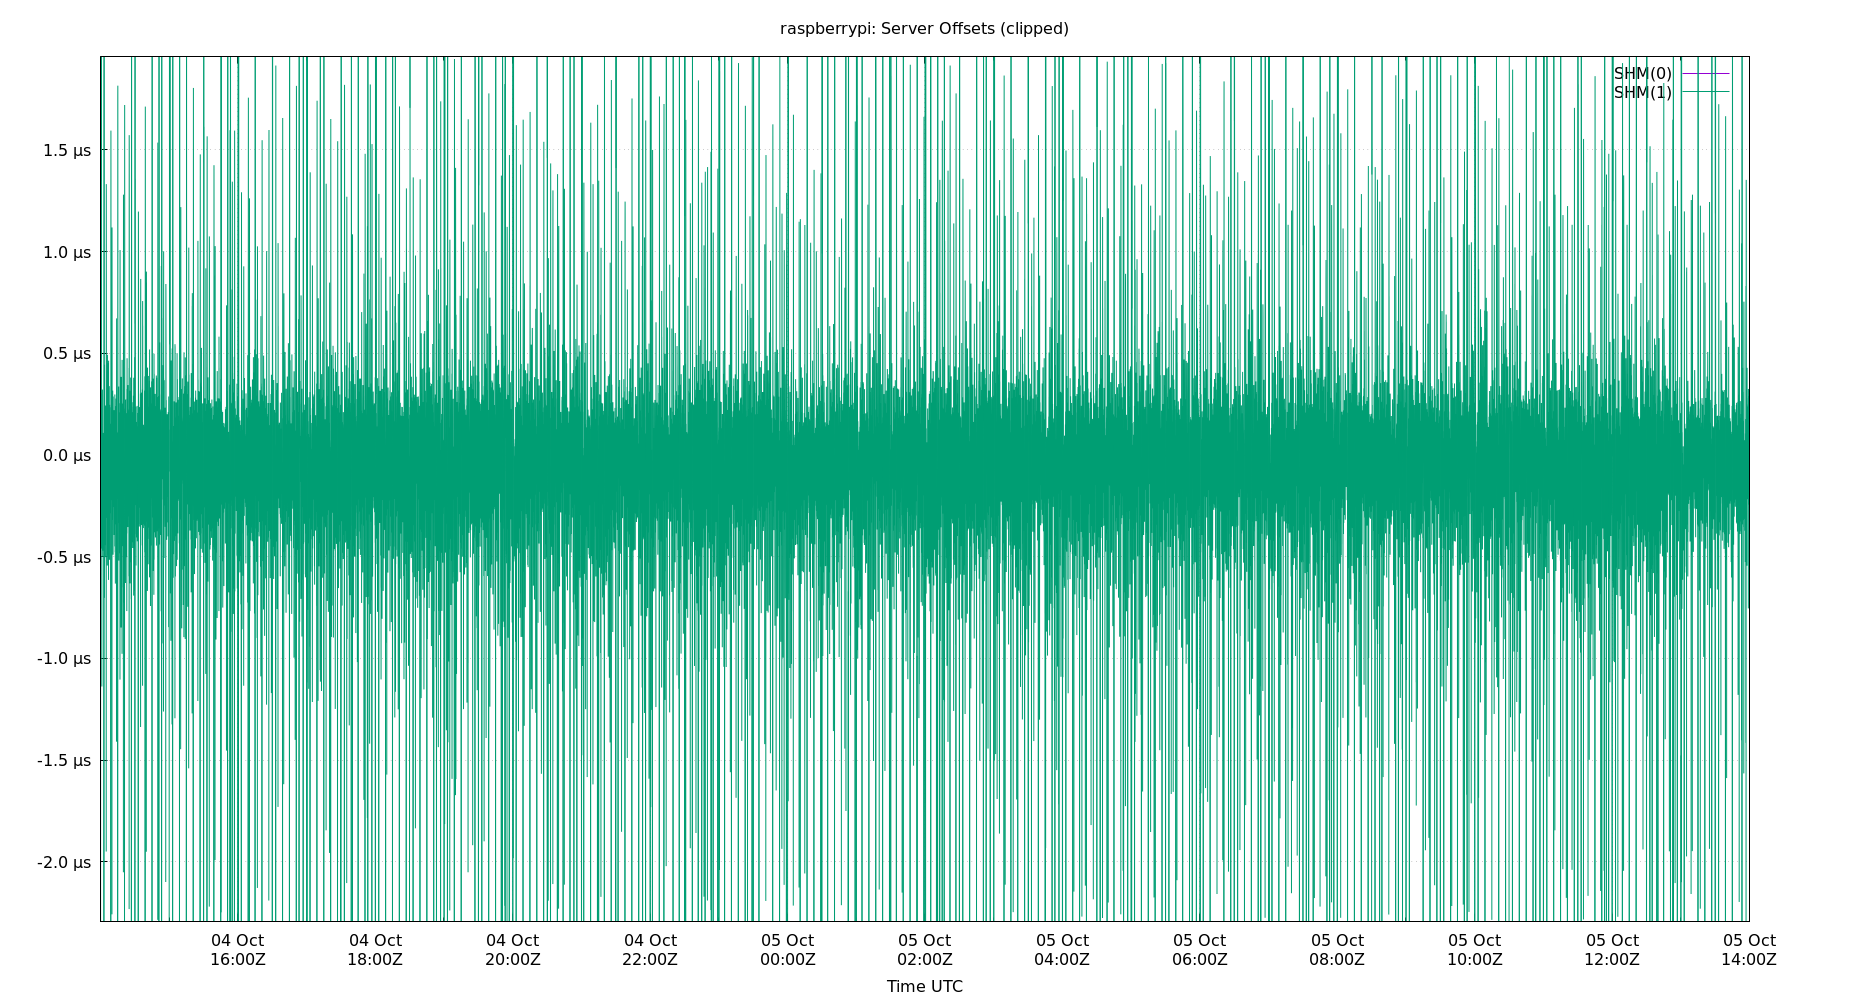 raspberrypi: Server Offsets (clipped)
SHM(0)
SHM(1)
1.5 µs
1.0 µs
0.5 µs
0.0 µs
-0.5 µs
-1.0 µs
-1.5 µs
-2.0 µs
04 Oct 04 Oct 04 Oct 04 Oct 05 Oct 05 Oct 05 Oct 05 Oct 05 Oct 05 Oct 05 Oct 05 Oct
16:00Z 18:00Z 20:00Z 22:00Z 00:00Z 02:00Z 04:00Z 06:00Z 08:00Z 10:00Z 12:00Z 14:00Z
Time UTC